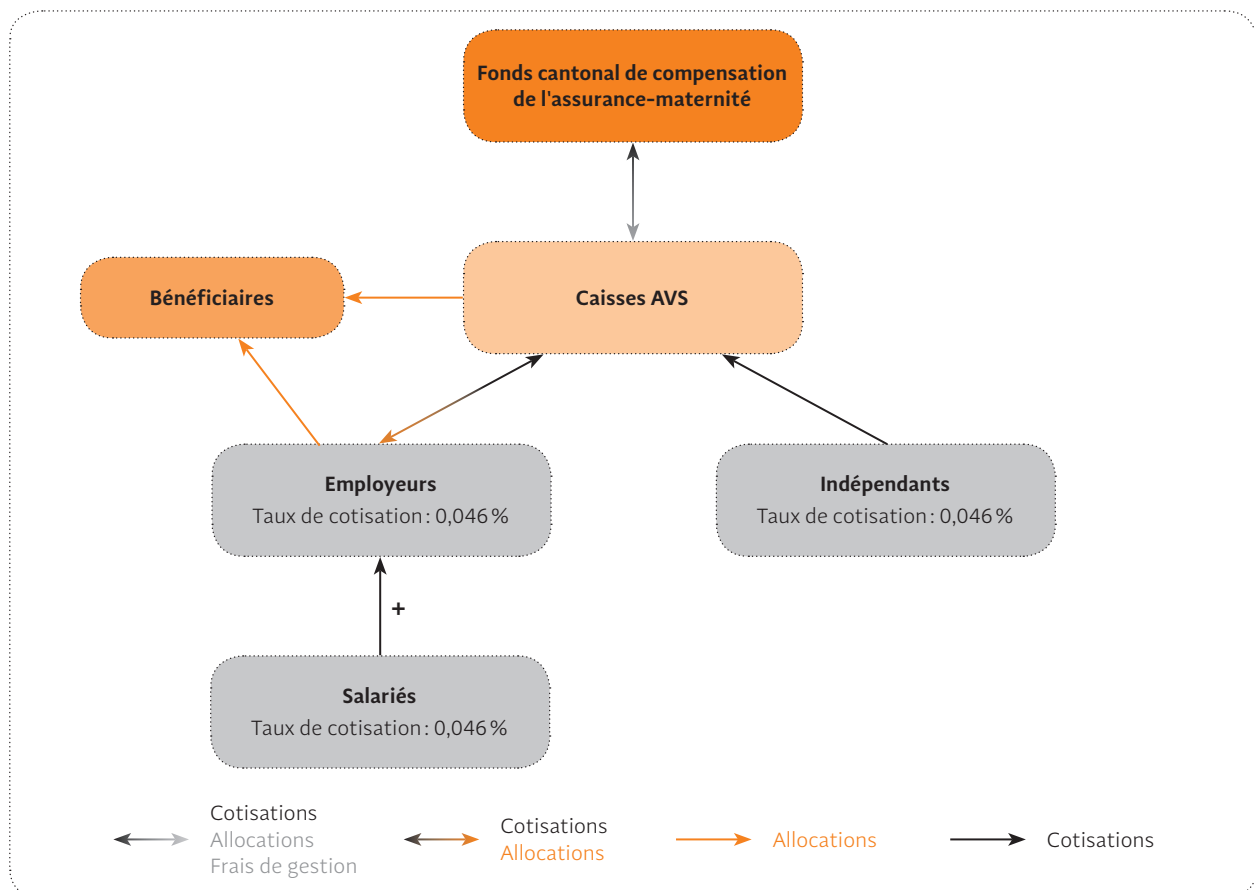 Fonds cantonal de compensation
de l'assurance-maternité
Bénéficiaires
Caisses AVS
Employeurs
Taux de cotisation : 0,046 %
Indépendants
Taux de cotisation : 0,046 %
+
Salariés
Taux de cotisation : 0,046 %
Cotisations
Allocations
Frais de gestion
Cotisations
Allocations
Allocations
Cotisations